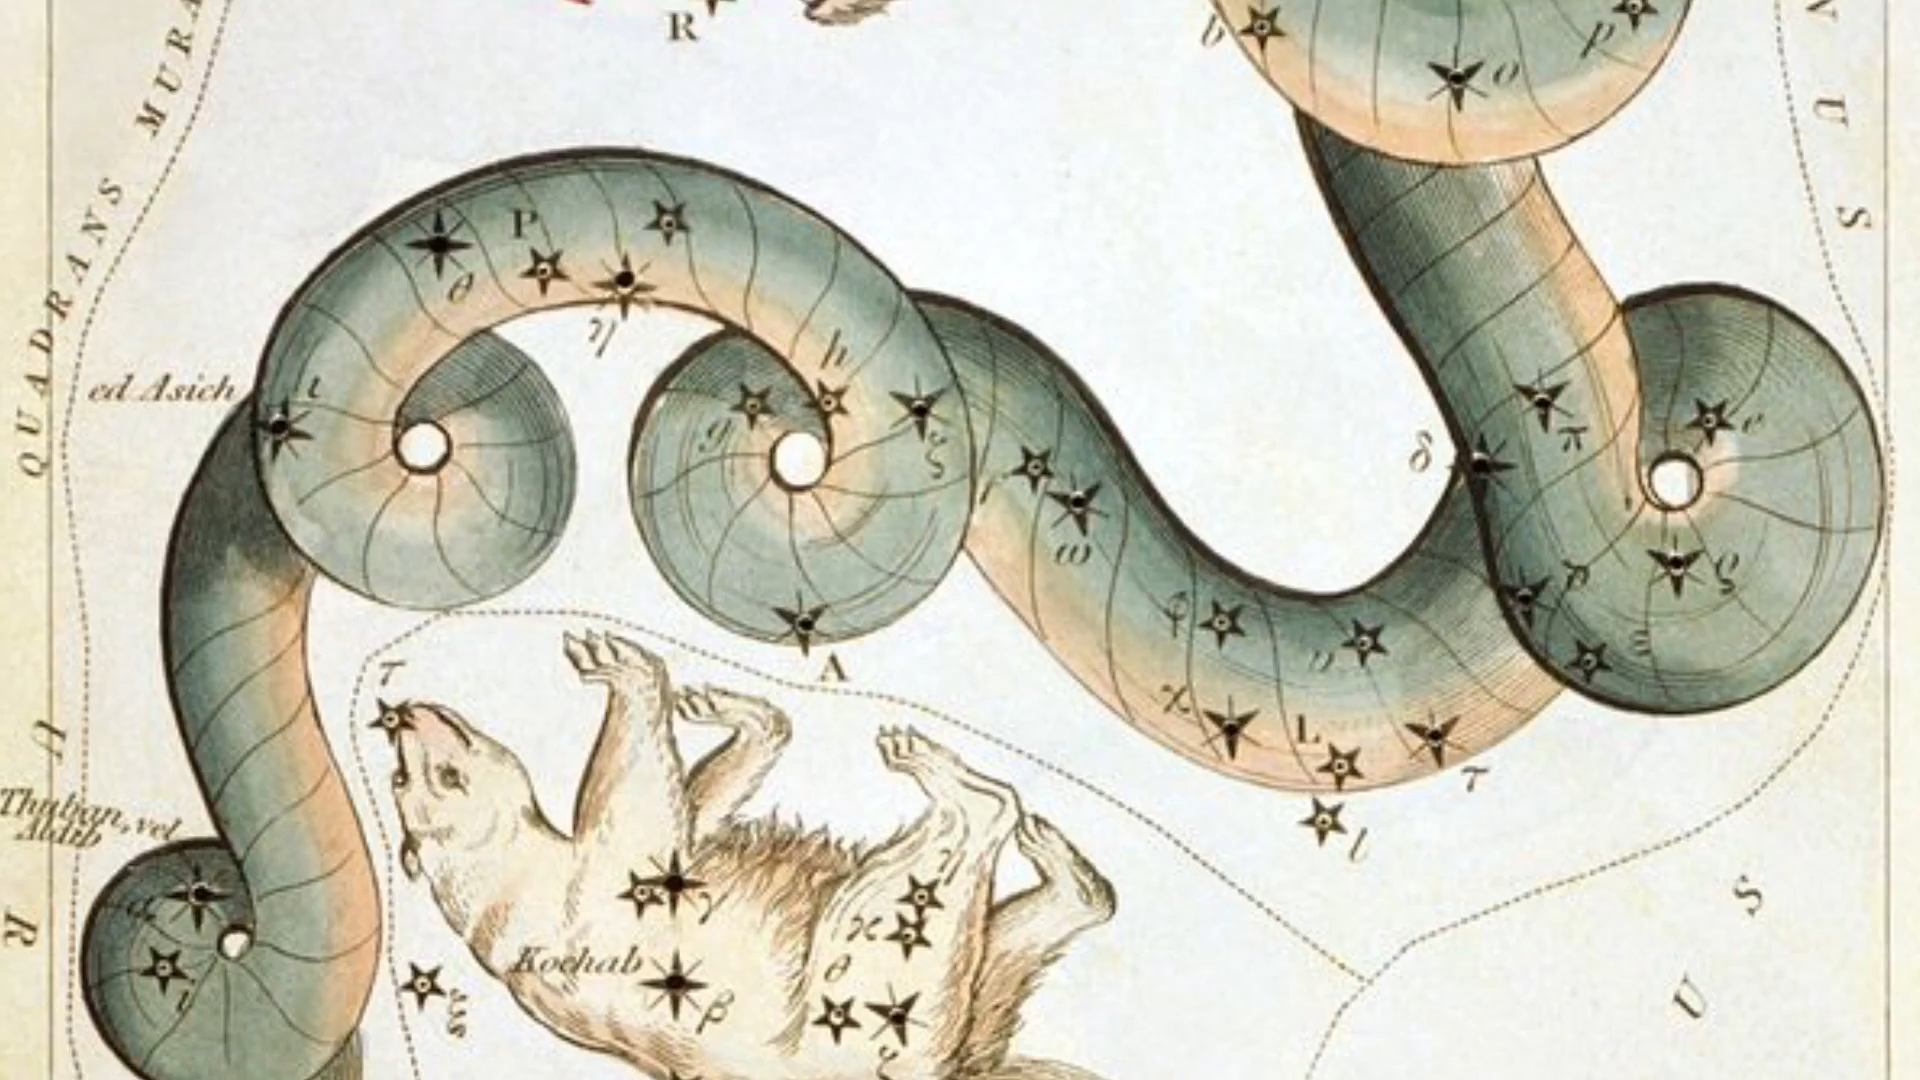 R
b
o
p
QUADRANS MURA
N U S
P
θ
η
h
ed Asich
ι
g
ζ
δ
π
e
ω
φ
υ
ρ
ξ
A
τ
χ
L
τ
l
Thuban, vel
Adib
α
i
γ
η
κ
θ
Kochab
β
ζ
R
U S